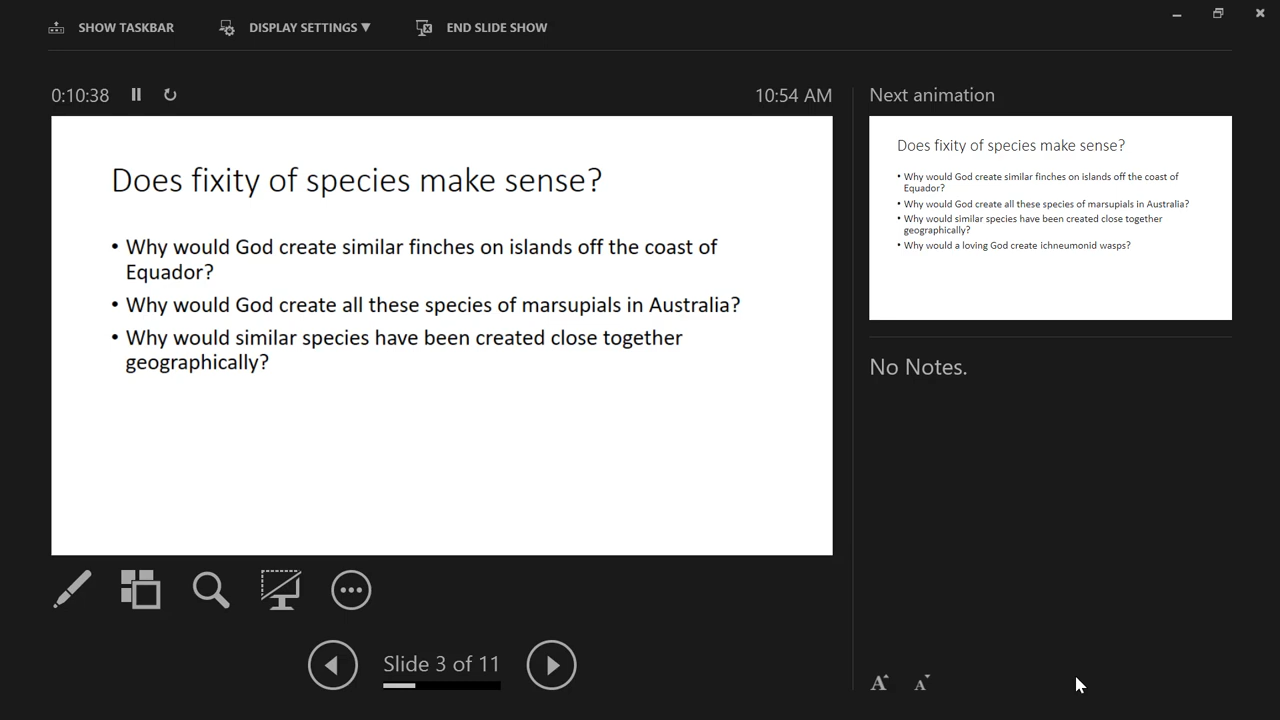 SHOW TASKBAR
DISPLAY SETTINGS ▼
END SLIDE SHOW
0:10:38
10:54 AM
Does fixity of species make sense?
• Why would God create similar finches on islands off the coast of
Equador?
• Why would God create all these species of marsupials in Australia?
• Why would similar species have been created close together
geographically?
Slide 3 of 11
Next animation
Does fixity of species make sense?
• Why would God create similar finches on islands off the coast of
Equador?
• Why would God create all these species of marsupials in Australia?
• Why would similar species have been created close together
geographically?
• Why would a loving God create ichneumonid wasps?
No Notes.
A A